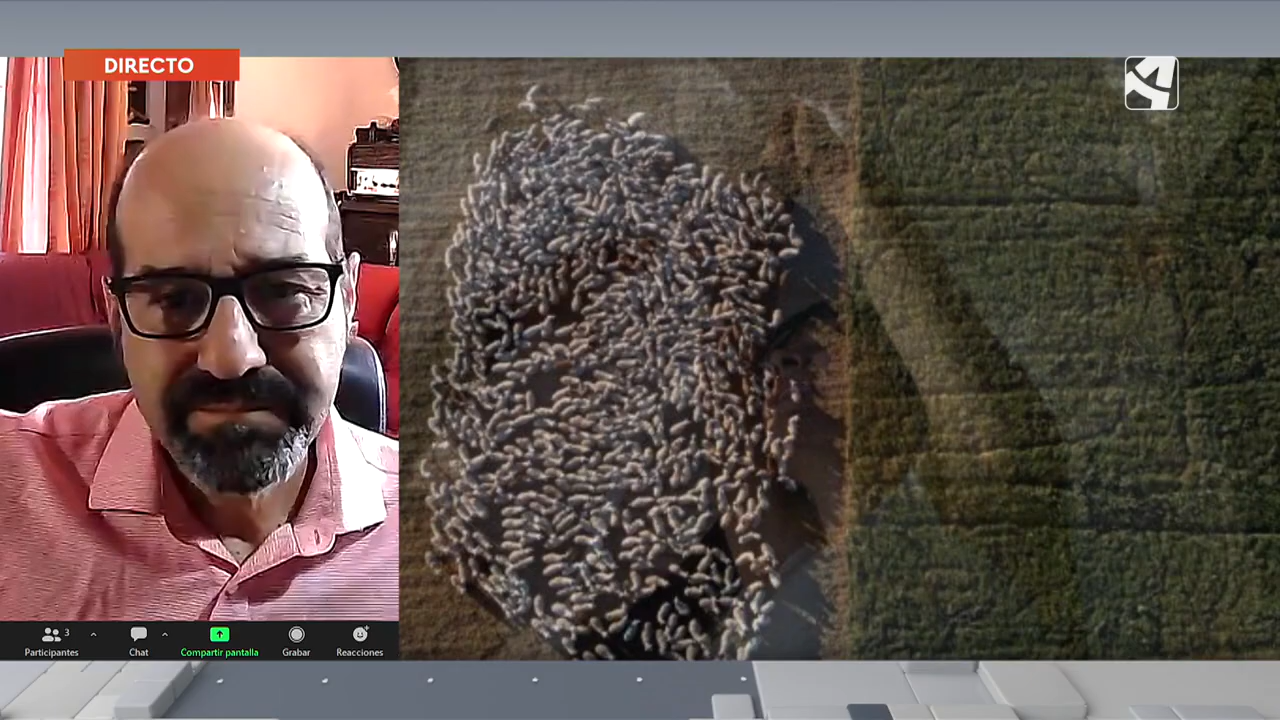 DIRECTO
Participantes
3
Chat
Compartir pantalla
Grabar
Reacciones